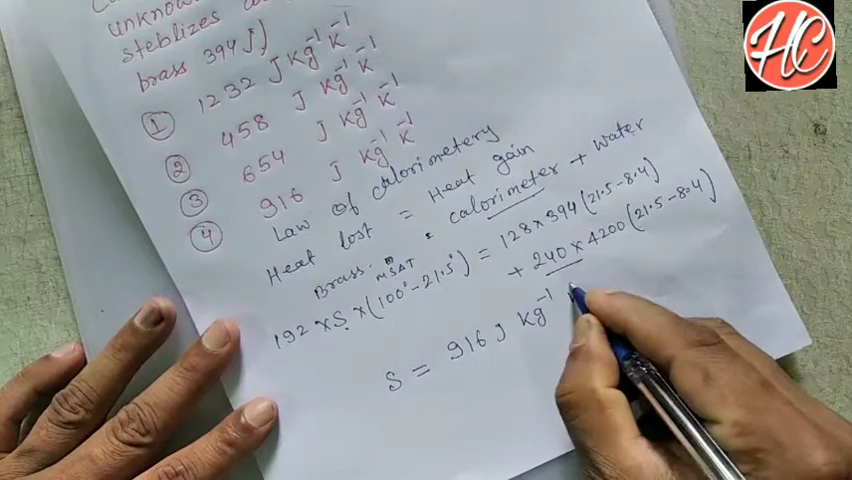 unknown
steblizes
brass 394 J)
① 1232 J Kg⁻¹ K⁻¹
② 458 J Kg⁻¹ K⁻¹
③ 654 J Kg⁻¹ K⁻¹
④ 916 J Kg⁻¹ K⁻¹
Law of calorimetery
Heat lost = Heat gain
Brass. calorimeter + water
MSΔT
192 × S. × (100° - 21.5°) = 128 × 394 (21.5 - 8.4)
+ 240 × 4200 (21.5 - 8.4)
S = 916 J Kg⁻¹
HC